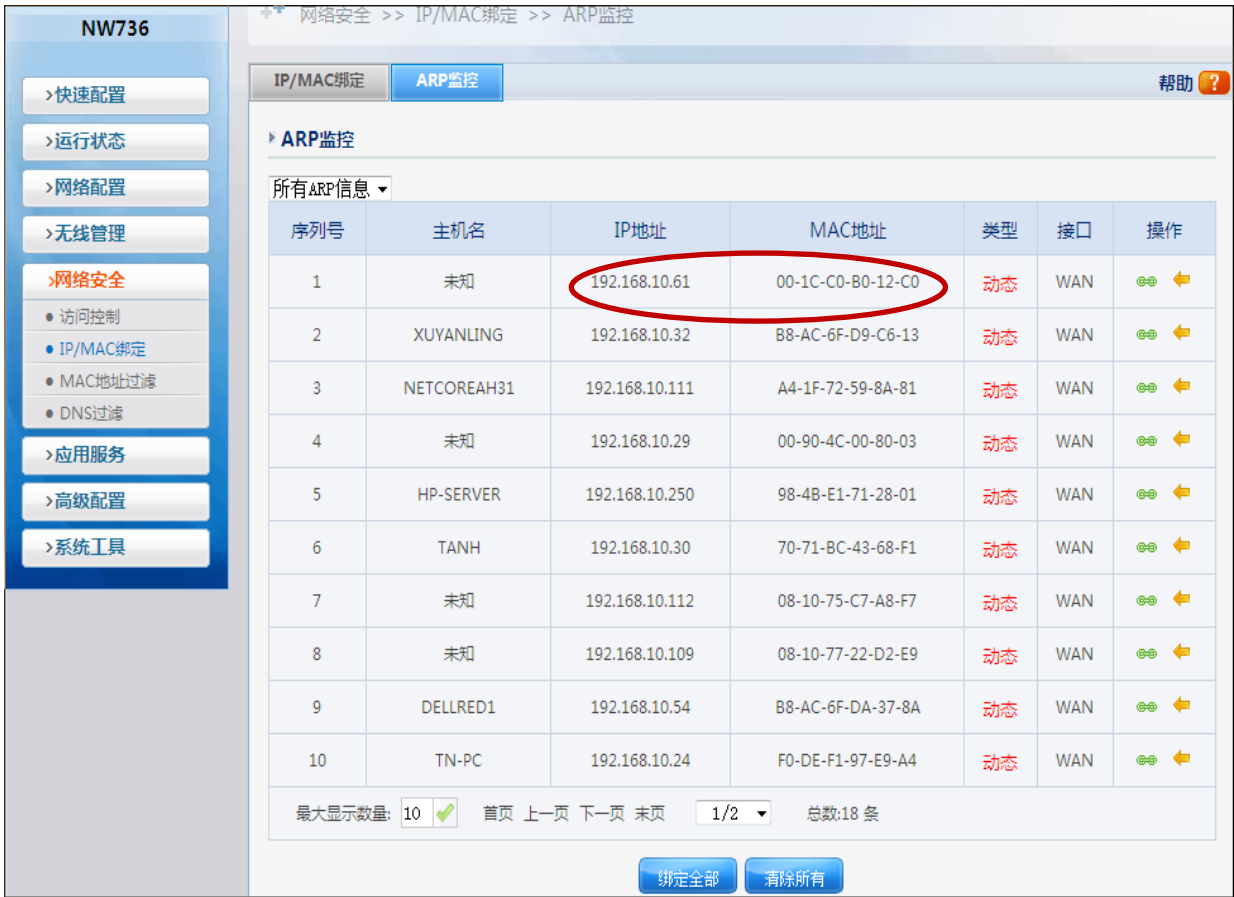 NW736
网络安全 >> IP/MAC绑定 >> ARP监控
IP/MAC绑定 ARP监控 帮助 ?
>快速配置
>运行状态
>网络配置
>无线管理
>网络安全
● 访问控制
● IP/MAC绑定
● MAC地址过滤
● DNS过滤
>应用服务
>高级配置
>系统工具
ARP监控
所有ARP信息
序列号 主机名 IP地址 MAC地址 类型 接口 操作
1 未知 192.168.10.61 00-1C-C0-B0-12-C0 动态 WAN
2 XUYANLING 192.168.10.32 B8-AC-6F-D9-C6-13 动态 WAN
3 NETCOREAH31 192.168.10.111 A4-1F-72-59-8A-81 动态 WAN
4 未知 192.168.10.29 00-90-4C-00-80-03 动态 WAN
5 HP-SERVER 192.168.10.250 98-4B-E1-71-28-01 动态 WAN
6 TANH 192.168.10.30 70-71-BC-43-68-F1 动态 WAN
7 未知 192.168.10.112 08-10-75-C7-A8-F7 动态 WAN
8 未知 192.168.10.109 08-10-77-22-D2-E9 动态 WAN
9 DELLRED1 192.168.10.54 B8-AC-6F-DA-37-8A 动态 WAN
10 TN-PC 192.168.10.24 F0-DE-F1-97-E9-A4 动态 WAN
最大显示数量: 10 首页 上一页 下一页 末页 1/2 总数:18 条
绑定全部 清除所有